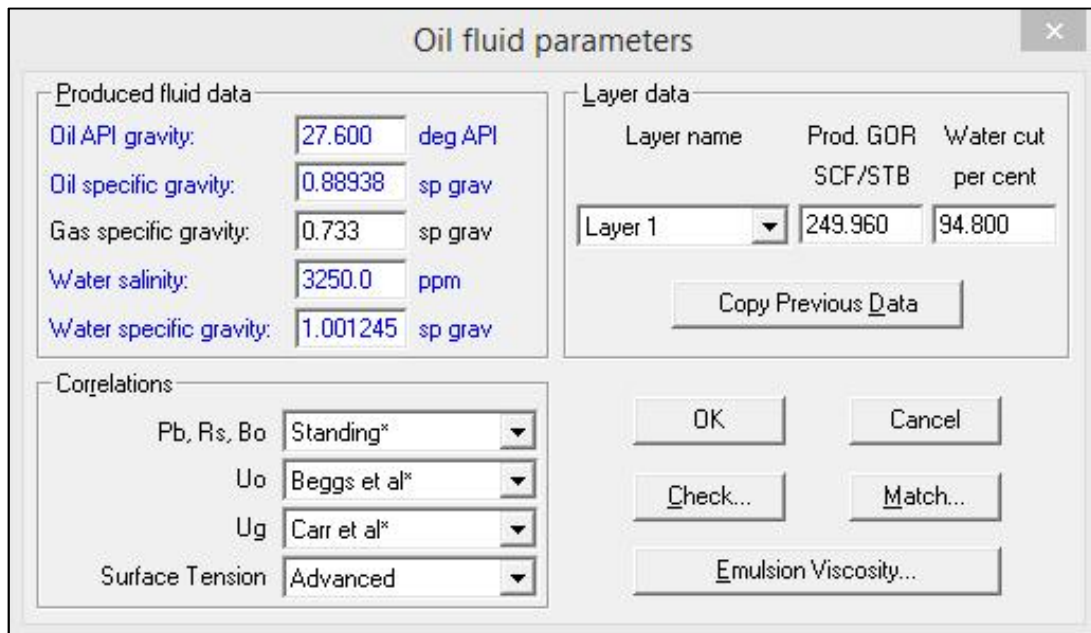 Oil fluid parameters
×
Produced fluid data
Oil API gravity: 27.600 deg API
Oil specific gravity: 0.88938 sp grav
Gas specific gravity: 0.733 sp grav
Water salinity: 3250.0 ppm
Water specific gravity: 1.001245 sp grav
Layer data
Layer name Prod. GOR Water cut
SCF/STB per cent
Layer 1 249.960 94.800
Copy Previous Data
Correlations
Pb, Rs, Bo Standing*
Uo Beggs et al*
Ug Carr et al*
Surface Tension Advanced
OK Cancel
Check... Match...
Emulsion Viscosity...